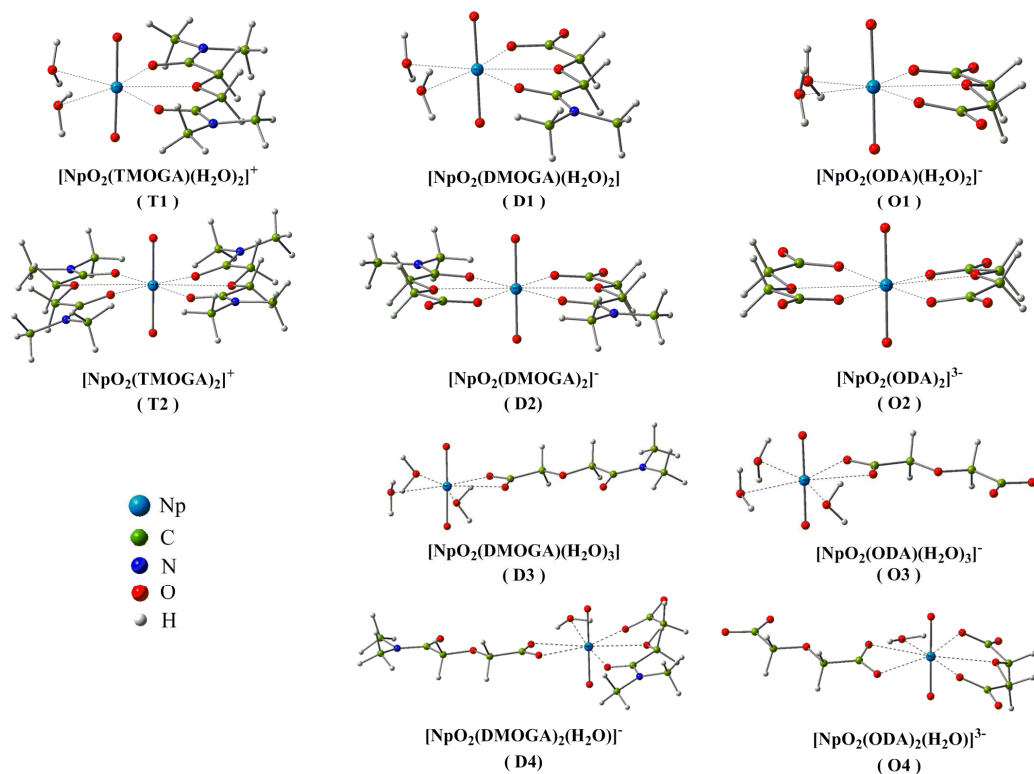 [NpO₂(TMOGA)(H₂O)₂]⁺
( T1 )
[NpO₂(DMOGA)(H₂O)₂]
( D1 )
[NpO₂(ODA)(H₂O)₂]⁻
( O1 )
[NpO₂(TMOGA)₂]⁺
( T2 )
[NpO₂(DMOGA)₂]⁻
( D2)
[NpO₂(ODA)₂]³⁻
( O2 )
[NpO₂(DMOGA)(H₂O)₃]
( D3 )
[NpO₂(ODA)(H₂O)₃]⁻
( O3 )
Np
C
N
O
H
[NpO₂(DMOGA)₂(H₂O)]⁻
( D4)
[NpO₂(ODA)₂(H₂O)]³⁻
( O4 )